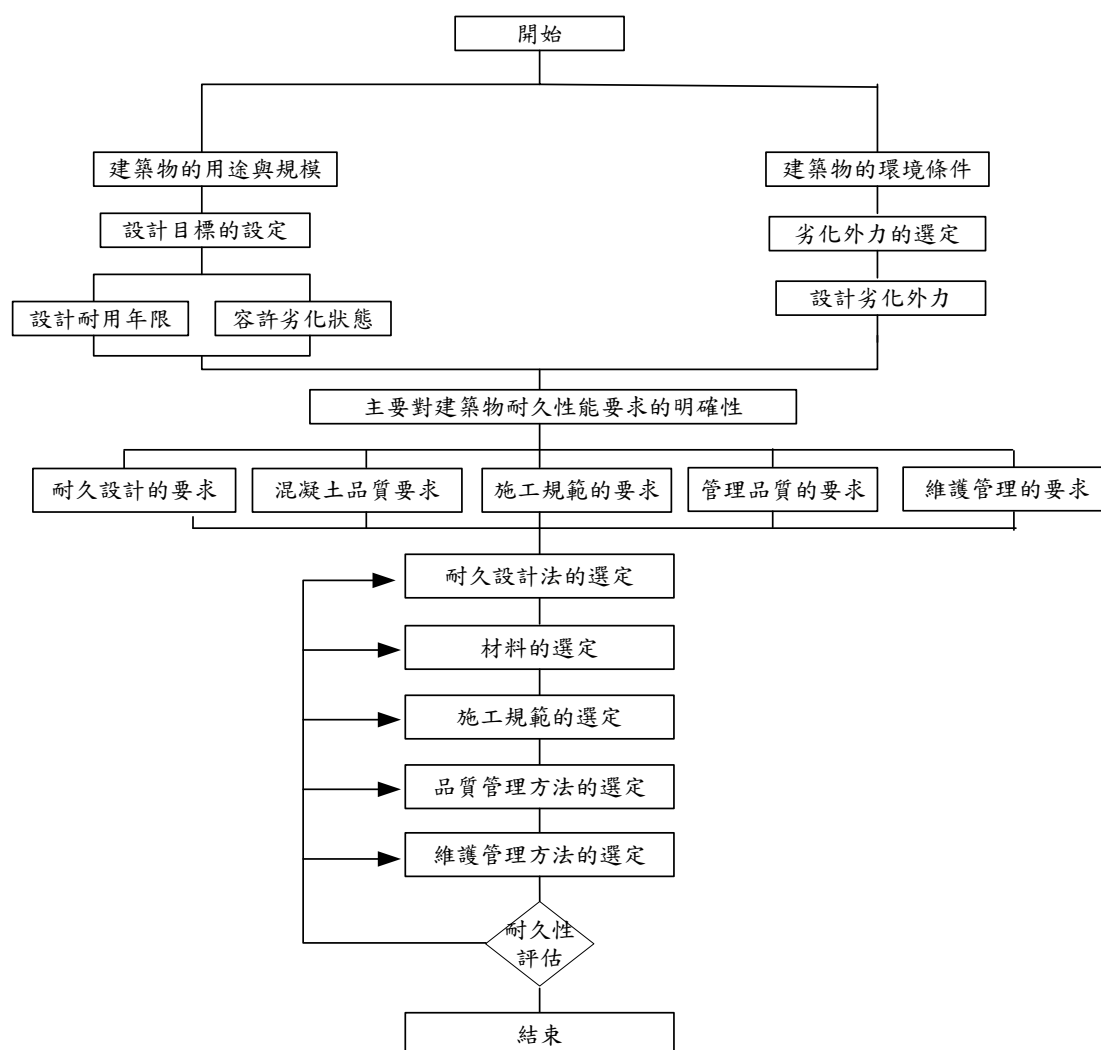 開始
建築物的用途與規模
建築物的環境條件
設計目標的設定
劣化外力的選定
設計耐用年限
容許劣化狀態
設計劣化外力
主要對建築物耐久性能要求的明確性
耐久設計的要求
混凝土品質要求
施工規範的要求
管理品質的要求
維護管理的要求
耐久設計法的選定
材料的選定
施工規範的選定
品質管理方法的選定
維護管理方法的選定
耐久性
評估
結束